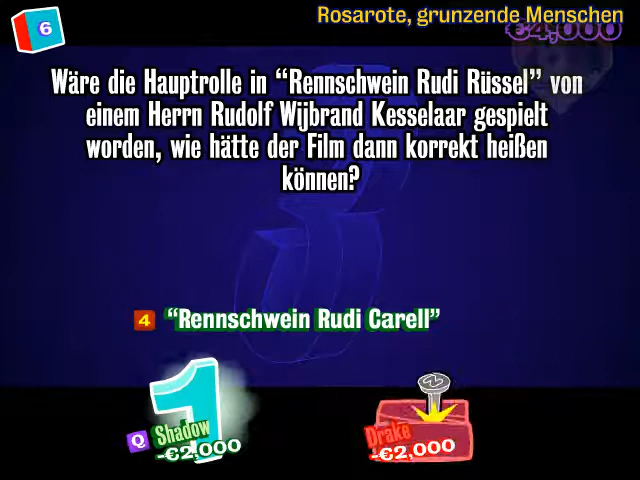 6
Rosarote, grunzende Menschen
€4,000
Wäre die Hauptrolle in “Rennschwein Rudi Rüssel” von
einem Herrn Rudolf Wijbrand Kesselaar gespielt
worden, wie hätte der Film dann korrekt heißen
können?
4 “Rennschwein Rudi Carell”
1
Q Shadow
-€2,000
2
Drake
-€2,000